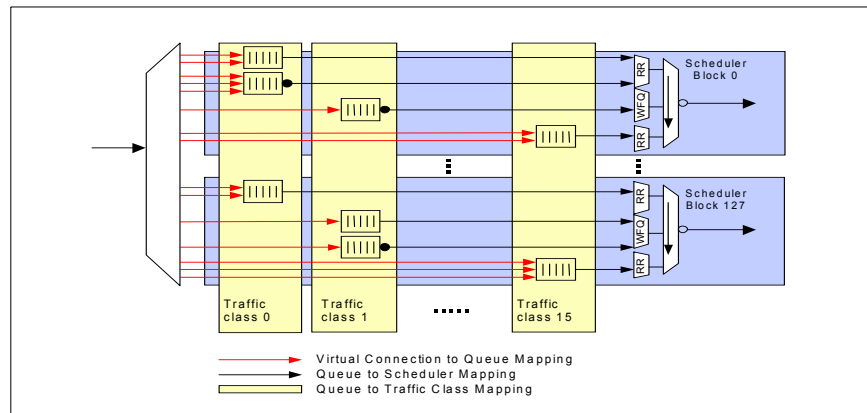 Scheduler
Block 0
RR
WFQ
RR
Scheduler
Block 127
RR
WFQ
RR
Traffic
class 0
Traffic
class 1
Traffic
class 15
Virtual Connection to Queue Mapping
Queue to Scheduler Mapping
Queue to Traffic Class Mapping